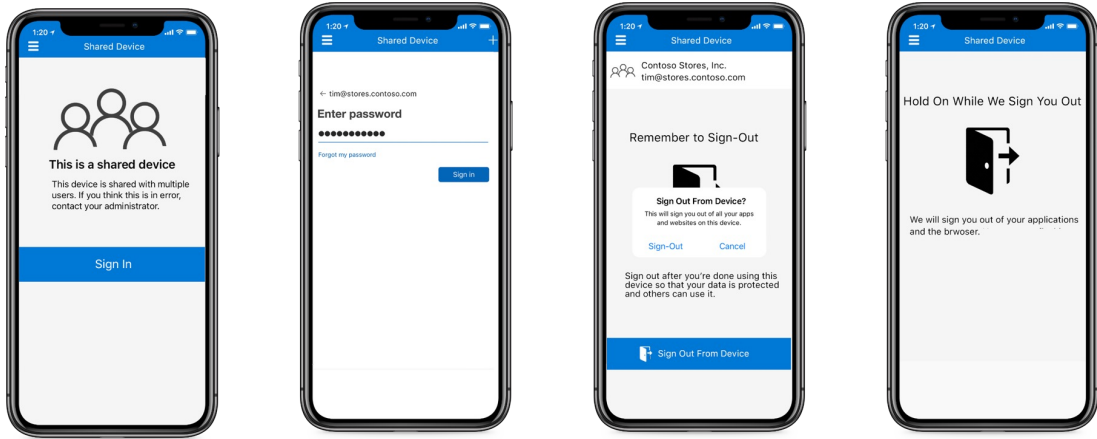 1:20
Shared Device
This is a shared device
This device is shared with multiple
users. If you think this is in error,
contact your administrator.
Sign In
1:20
Shared Device
← tim@stores.contoso.com
Enter password
Forgot my password
Sign in
1:20
Shared Device
Contoso Stores, Inc.
tim@stores.contoso.com
Remember to Sign-Out
Sign Out From Device?
This will sign you out of all your apps
and websites on this device.
Sign-Out Cancel
Sign out after you're done using this
device so that your data is protected
and others can use it.
Sign Out From Device
1:20
Shared Device
Hold On While We Sign You Out
We will sign you out of your applications
and the brwoser.